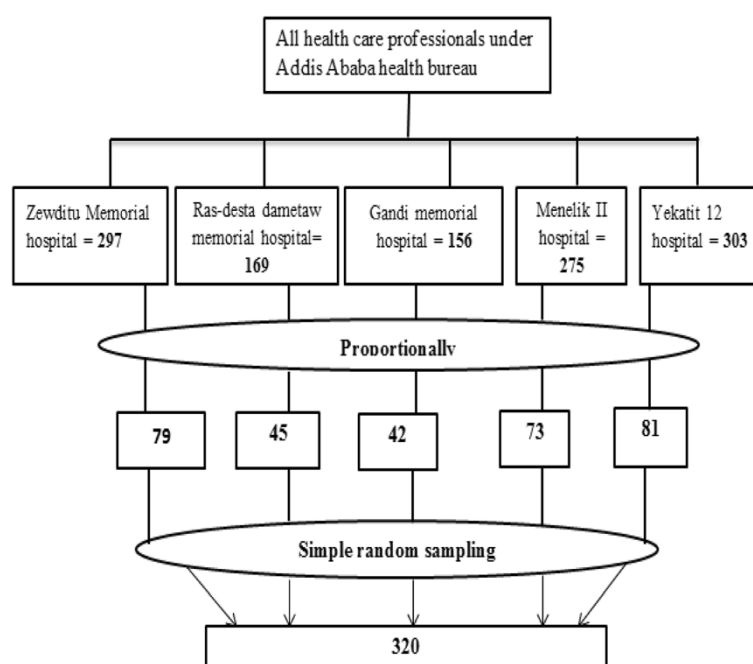 All health care professionals under
Addis Ababa health bureau
Zewditu Memorial
hospital = 297
Ras-desta dametaw
memorial hospital=
169
Gandi memorial
hospital = 156
Menelik II
hospital =
275
Yekatit 12
hospital = 303
Proportionally
79
45
42
73
81
Simple random sampling
320